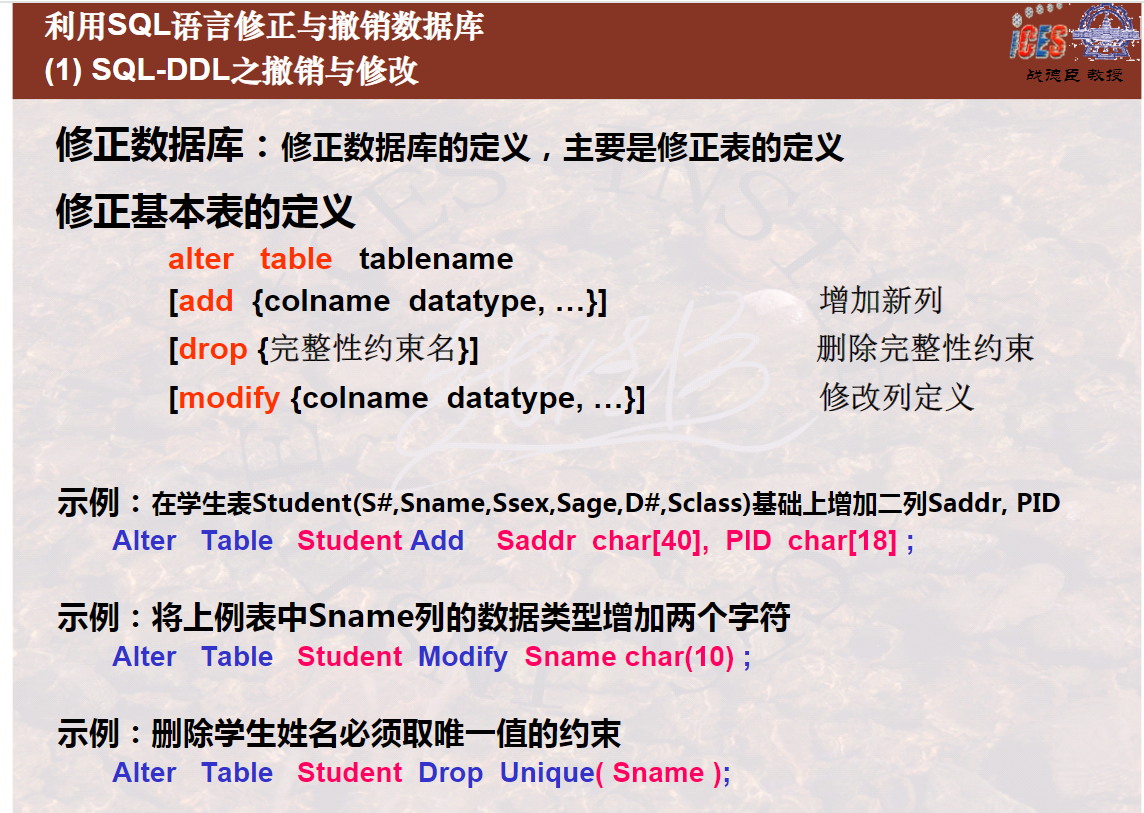 利用SQL语言修正与撤销数据库
(1) SQL-DDL之撤销与修改
iCES
战德臣 教授
修正数据库：修正数据库的定义，主要是修正表的定义
修正基本表的定义
alter table tablename
[add {colname datatype, …}] 增加新列
[drop {完整性约束名}] 删除完整性约束
[modify {colname datatype, …}] 修改列定义
示例：在学生表Student(S#,Sname,Ssex,Sage,D#,Sclass)基础上增加二列Saddr, PID
Alter Table Student Add Saddr char[40], PID char[18] ;
示例：将上例表中Sname列的数据类型增加两个字符
Alter Table Student Modify Sname char(10) ;
示例：删除学生姓名必须取唯一值的约束
Alter Table Student Drop Unique( Sname );